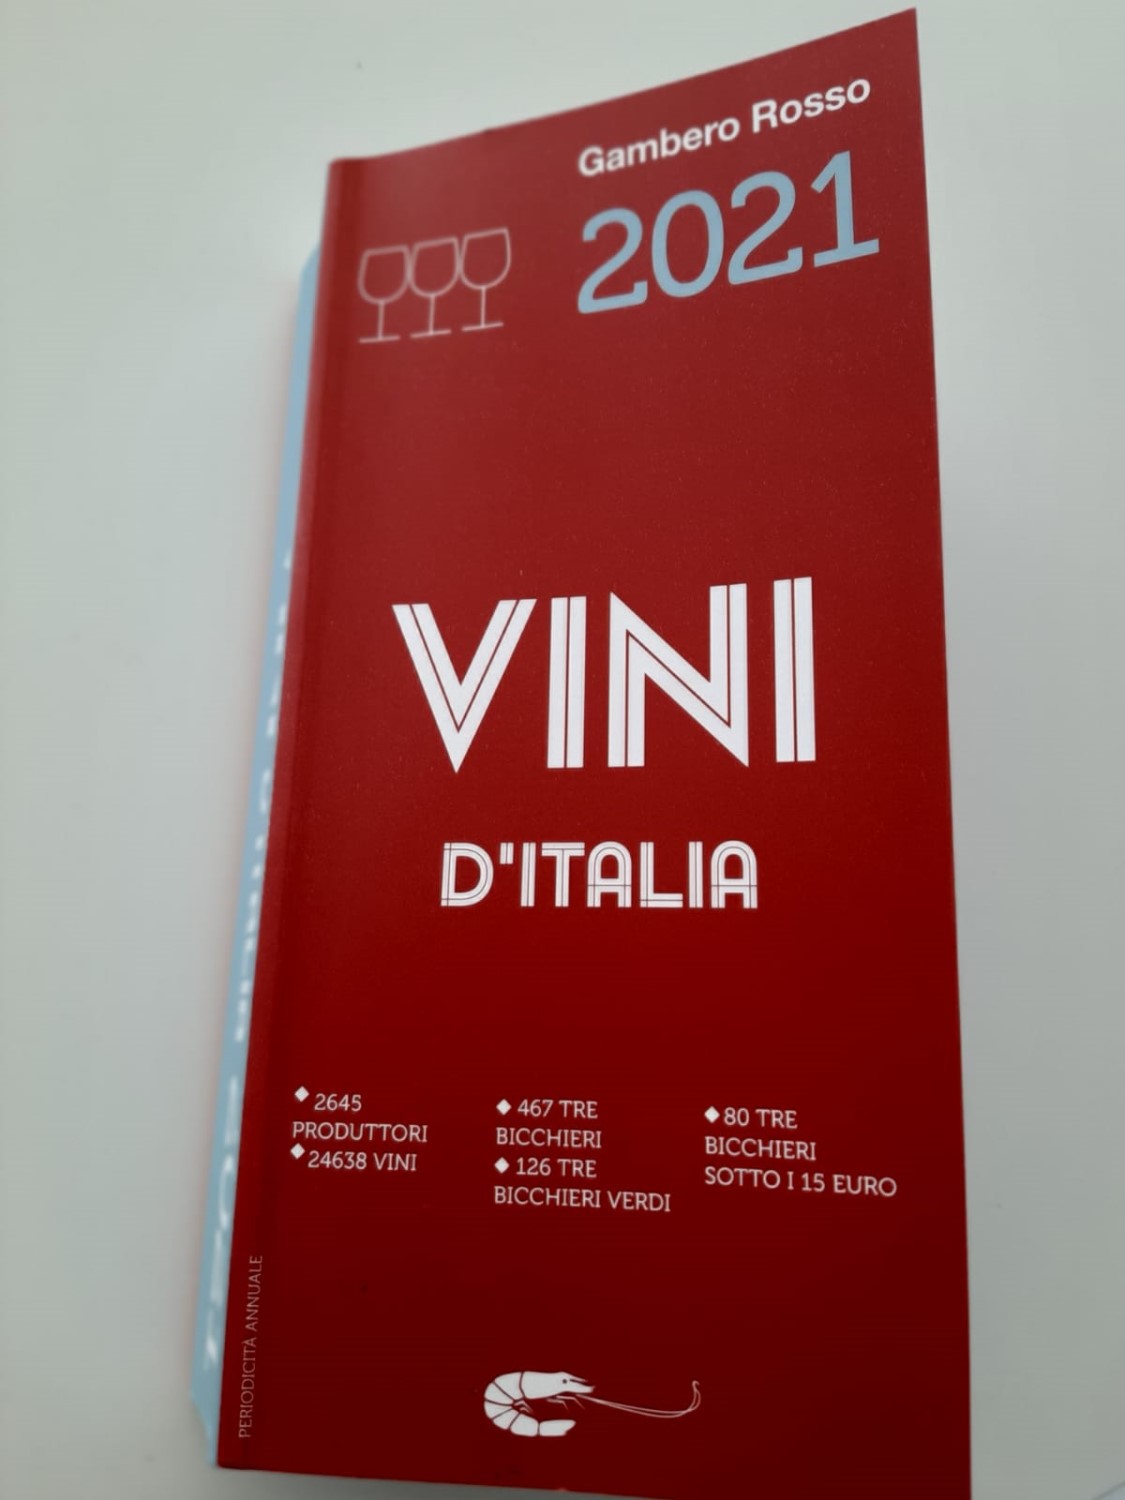 Gambero Rosso
2021
VINI
D'ITALIA
2645
PRODUTTORI
24638 VINI
467 TRE
BICCHIERI
126 TRE
BICCHIERI VERDI
80 TRE
BICCHIERI
SOTTO I 15 EURO
PERIODICITÀ ANNUALE